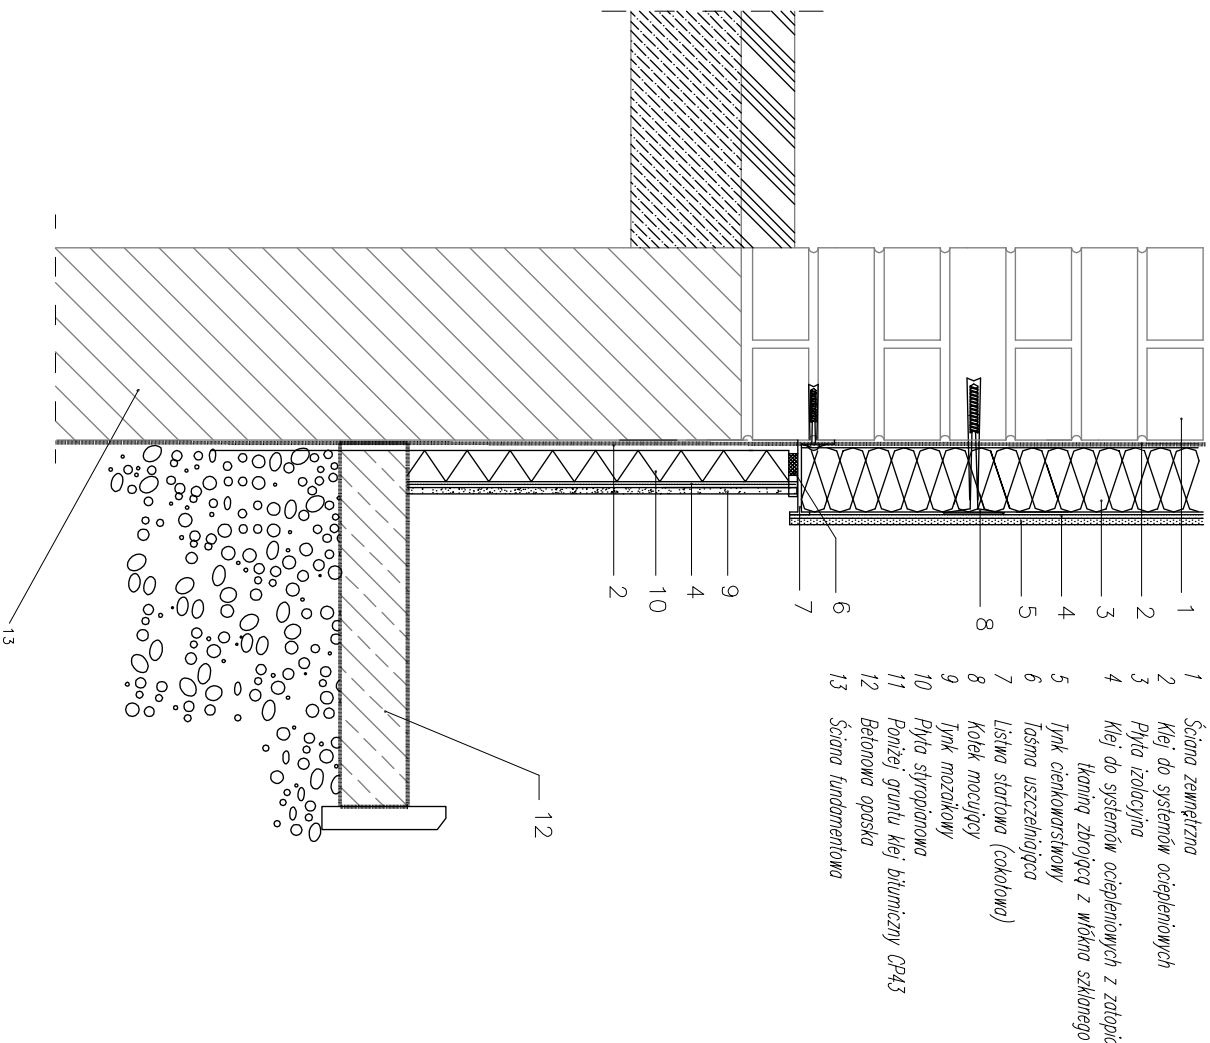 1
2
3
4
5
8
6
7
9
4
10
2
12
13
1 Ściana zewnętrzna
2 Klej do systemów ociepleniowych
3 Płyta izolacyjna
4 Klej do systemów ociepleniowych z
tkaniną zbrojącą z włókna szklanego
5 Tynk cienkowarstwowy
6 Taśma uszczelniająca
7 Listwa startowa (cokołowa)
8 Kołek mocujący
9 Tynk mozaikowy
10 Płyta styropianowa
11 Poniżej gruntu klej bitumiczny CP43
12 Betonowa opaska
13 Ściana fundamentowa